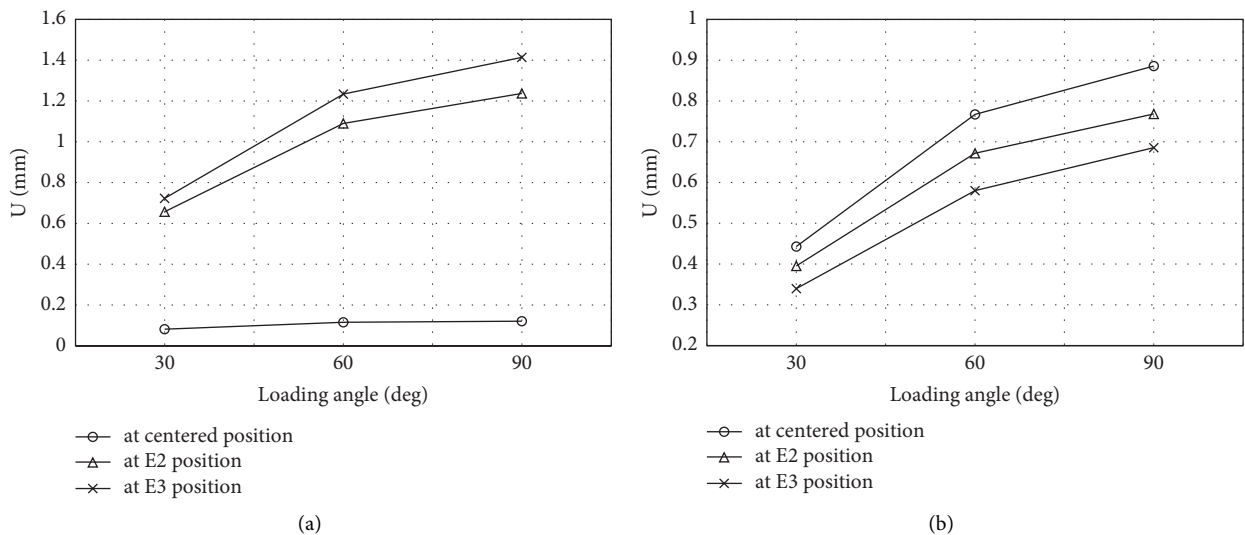 1.6
1.4
1.2
1
0.8
0.6
0.4
0.2
0
U (mm)
30 60 90
Loading angle (deg)
at centered position
at E2 position
at E3 position
(a)
1
0.9
0.8
0.7
0.6
0.5
0.4
0.3
0.2
U (mm)
30 60 90
Loading angle (deg)
at centered position
at E2 position
at E3 position
(b)